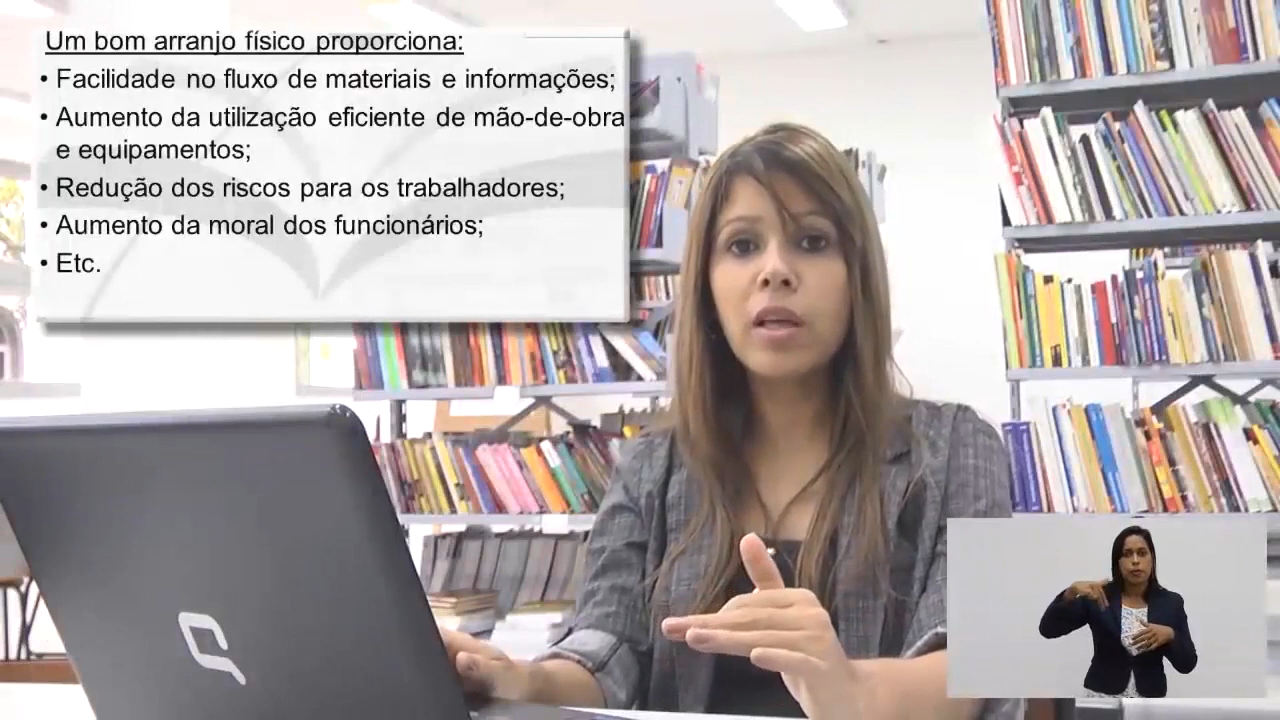 Um bom arranjo físico proporciona:
• Facilidade no fluxo de materiais e informações;
• Aumento da utilização eficiente de mão-de-obra
e equipamentos;
• Redução dos riscos para os trabalhadores;
• Aumento da moral dos funcionários;
• Etc.